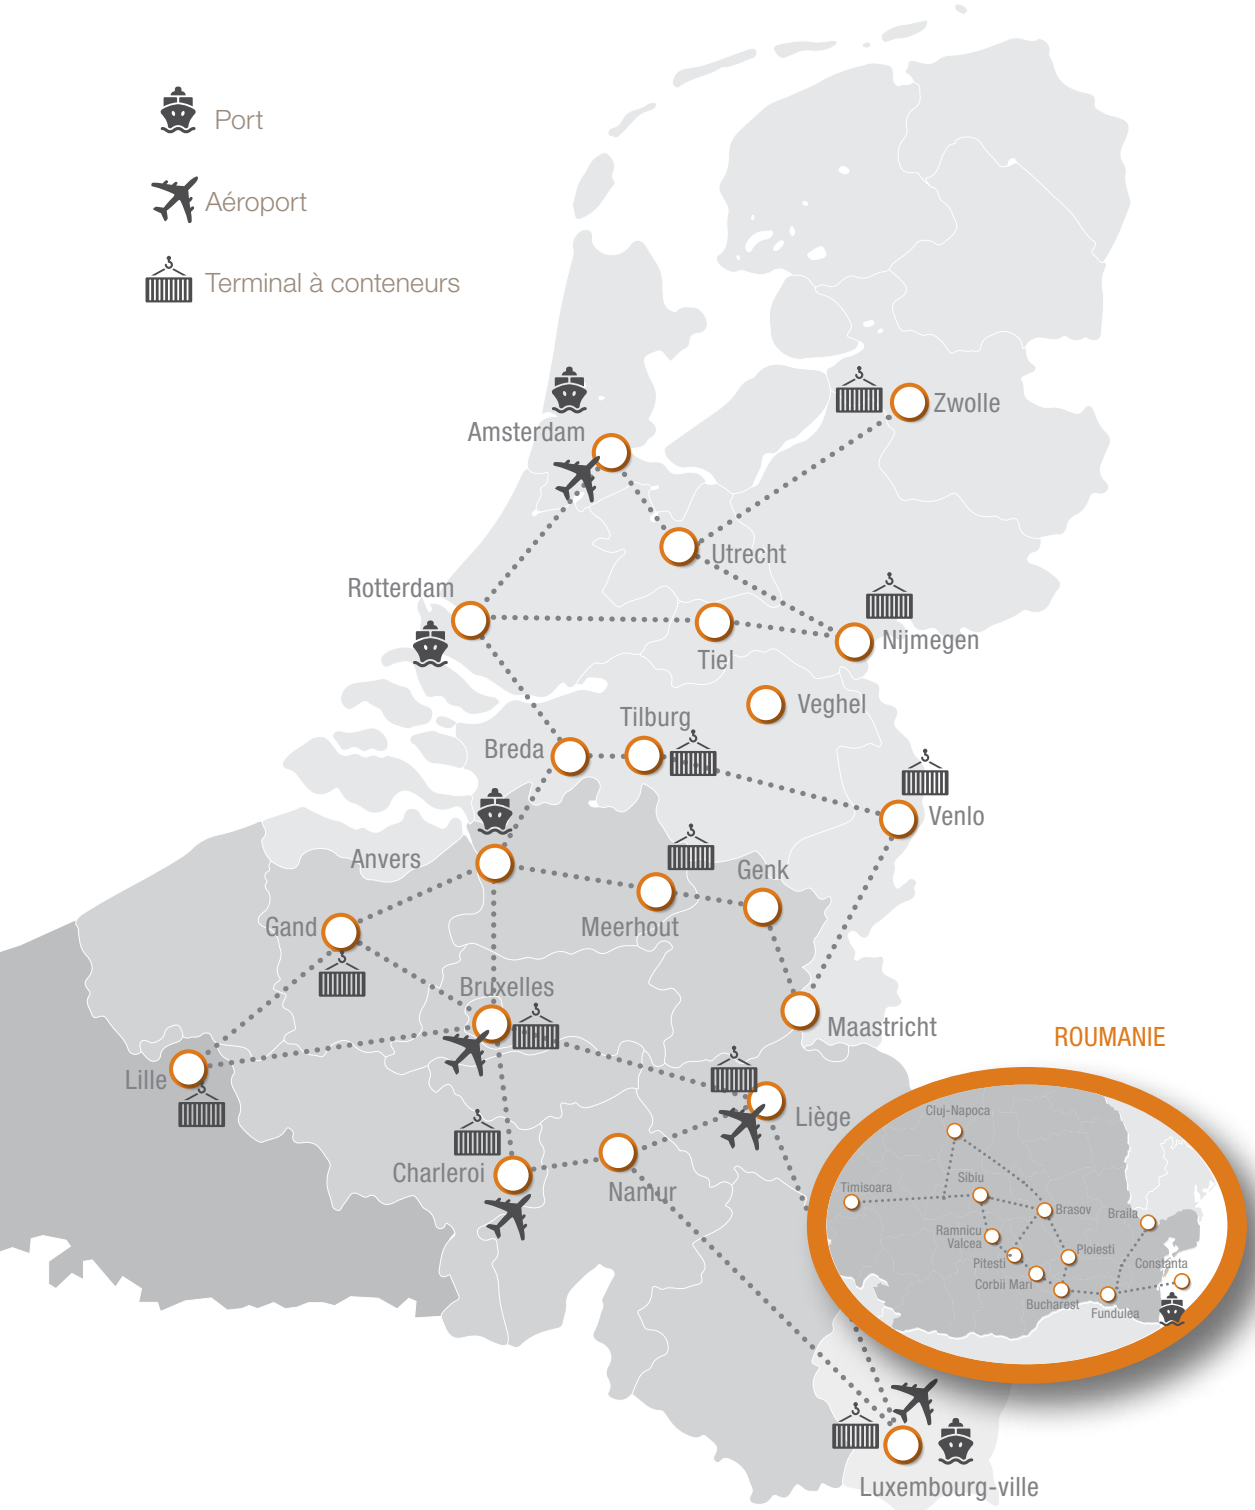 Port
Aéroport
Terminal à conteneurs
Zwolle
Amsterdam
Utrecht
Rotterdam
Nijmegen
Tiel
Veghel
Tilburg
Breda
Venlo
Anvers
Genk
Gand
Meerhout
Bruxelles
Maastricht
ROUMANIE
Lille
Liège
Charleroi
Namur
Cluj-Napoca
Timisoara
Sibiu
Brasov
Braila
Ramnicu
Valcea
Pitesti
Ploiesti
Constanta
Corbii Mari
Bucharest
Fundulea
Luxembourg-ville